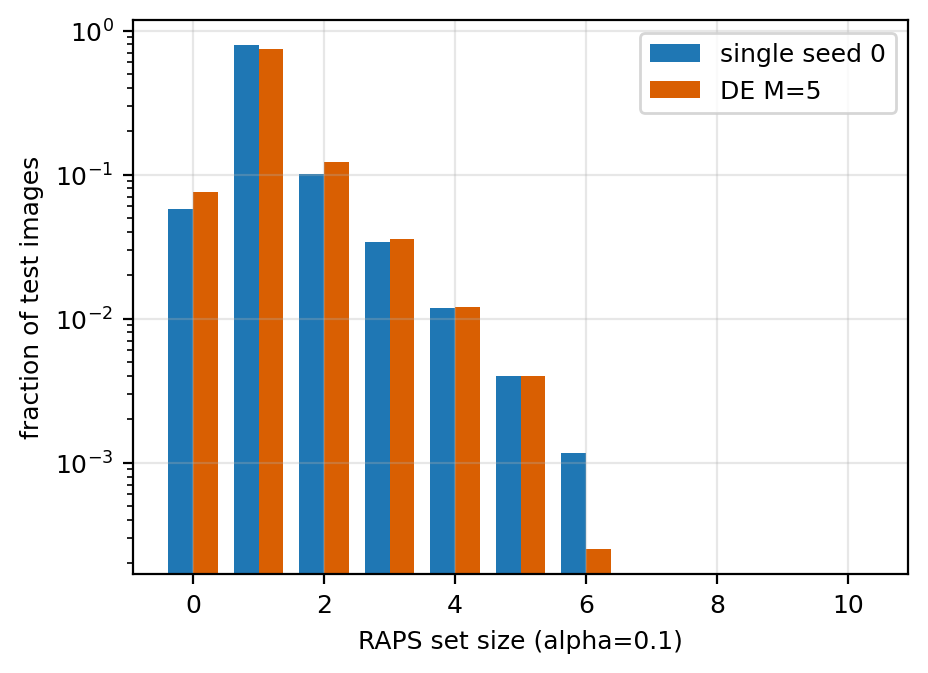 single seed 0
DE M=5
fraction of test images
10⁰
10⁻¹
10⁻²
10⁻³
0 2 4 6 8 10
RAPS set size (alpha=0.1)